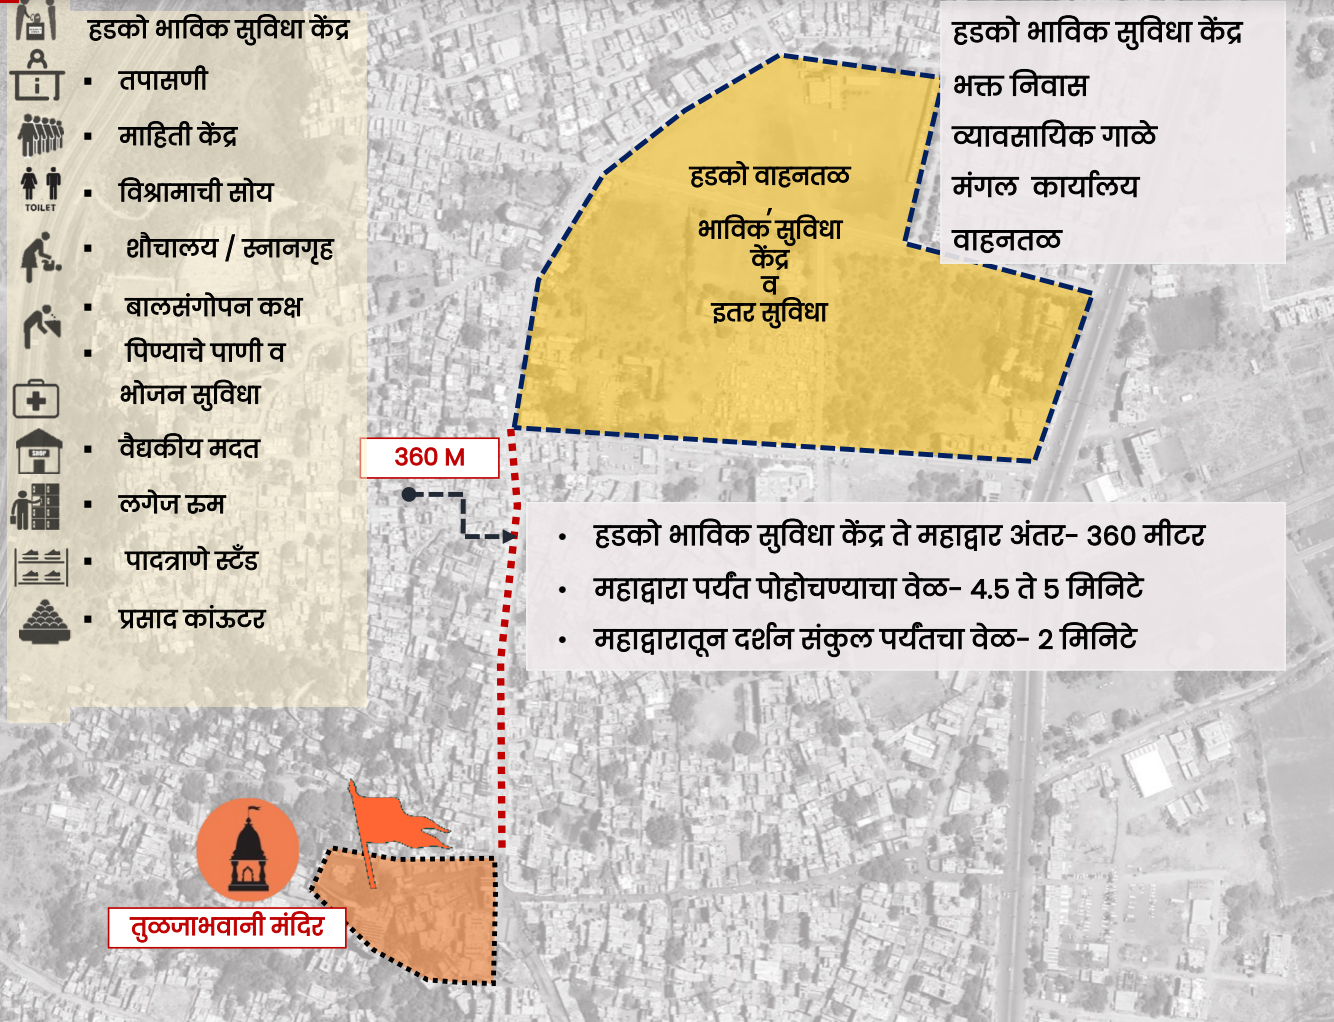 हडको भाविक सुविधा केंद्र
▪ तपासणी
▪ माहिती केंद्र
▪ विश्रामाची सोय
▪ शौचालय / स्नानगृह
▪ बालसंगोपन कक्ष
▪ पिण्याचे पाणी व
भोजन सुविधा
▪ वैद्यकीय मदत
▪ लगेज रुम
▪ पादत्राणे स्टँड
▪ प्रसाद कांऊटर
TOILET
SHOP
हडको वाहनतळ
,
भाविक सुविधा
केंद्र
व
इतर सुविधा
हडको भाविक सुविधा केंद्र
भक्त निवास
व्यावसायिक गाळे
मंगल कार्यालय
वाहनतळ
360 M
• हडको भाविक सुविधा केंद्र ते महाद्वार अंतर- 360 मीटर
• महाद्वारा पर्यंत पोहोचण्याचा वेळ- 4.5 ते 5 मिनिटे
• महाद्वारातून दर्शन संकुल पर्यंतचा वेळ- 2 मिनिटे
तुळजाभवानी मंदिर